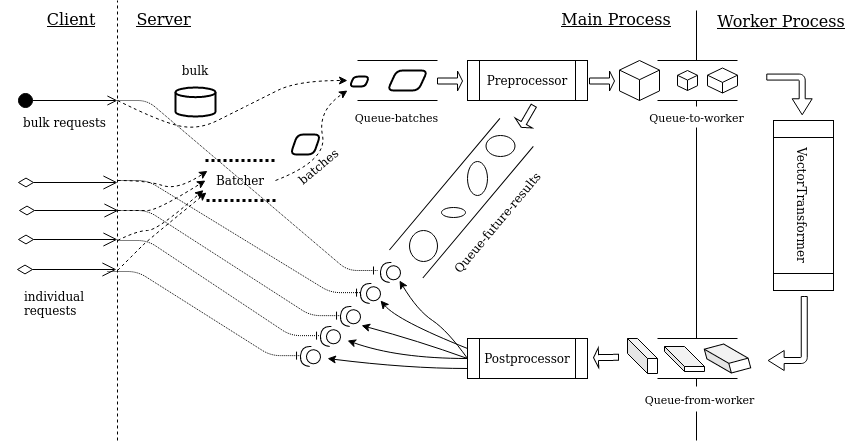 Client
Server
Main Process
Worker Process
bulk
Preprocessor
bulk requests
Queue-batches
Queue-to-worker
batches
Batcher
VectorTransformer
Queue-future-results
individual
requests
Postprocessor
Queue-from-worker